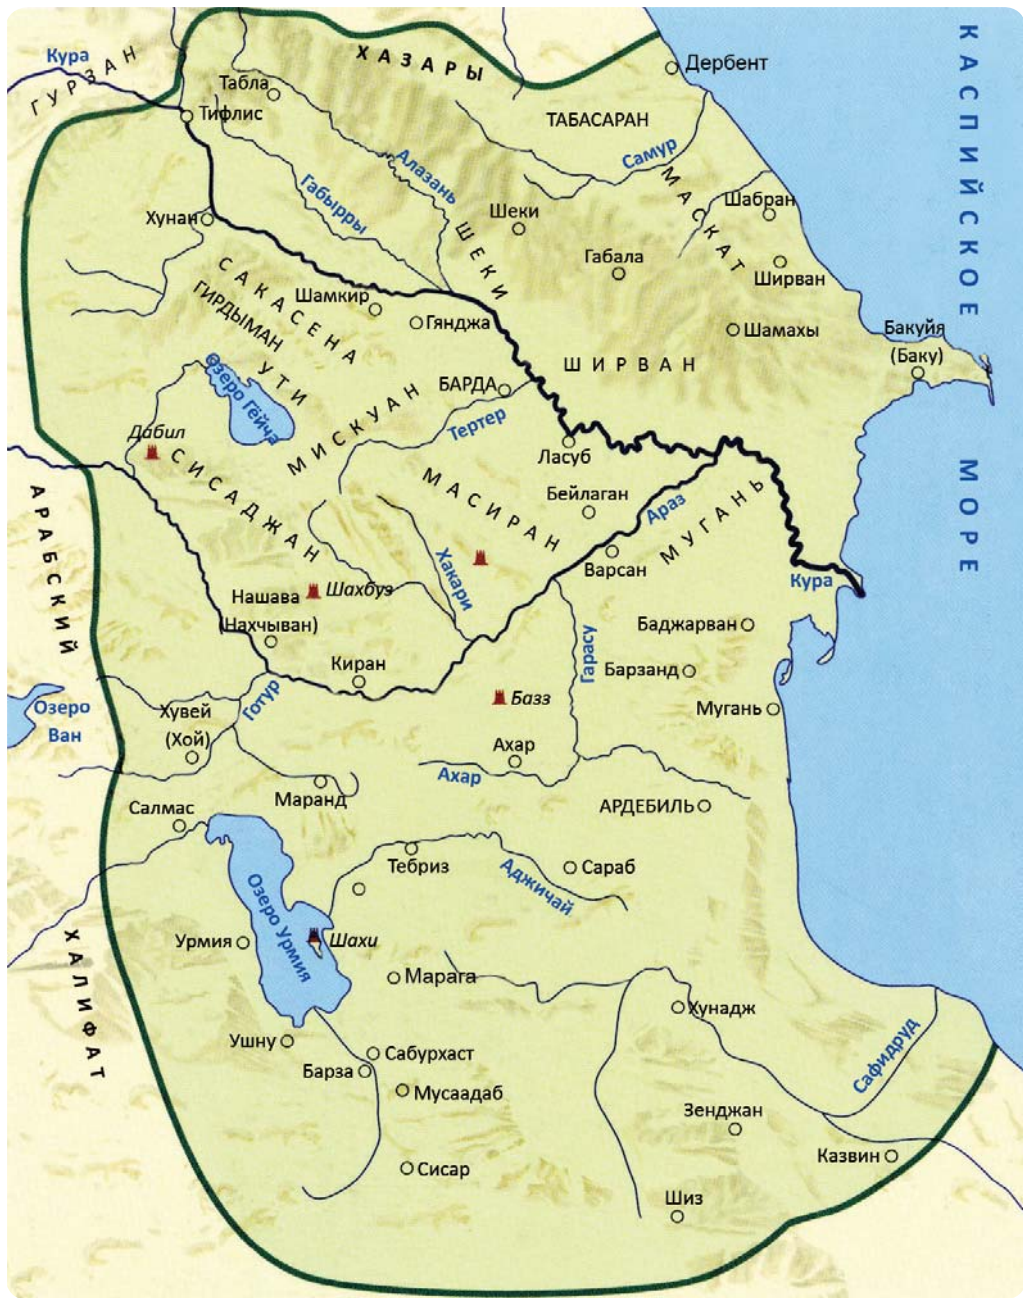 Кура
ГУРЗАН
ХАЗАРЫ
Дербент
Табла
Тифлис
ТАБАСАРАН
Самур
Алазань
Габырры
МАСКАТ
Шабран
Хунан
Шеки
ШЕКИ
Габала
Ширван
КАСПИЙСКОЕ
МОРЕ
САКАСЕНА
ГИРДЫМАН
Шамкир
Гянджа
Шамахы
Бакуйя
(Баку)
ШИРВАН
УТИ
Озеро Гёйча
БАРДА
МИСКУАН
Тертер
Дабил
СИСАДЖАН
Ласуб
МАСИРАН
Бейлаган
Араз
МУГАНЬ
АРАБСКИЙ
ХАЛИФАТ
Варсан
Кура
Хакари
Шахбуз
Нашава
(Нахчыван)
Киран
Гарасу
Баджарван
Барзанд
Мугань
Базз
Озеро
Ван
Готур
Хувей
(Хой)
Ахар
Ахар
Маранд
АРДЕБИЛЬ
Салмас
Тебриз
Сараб
Аджичай
Озеро Урмия
Урмия
Шахи
Марага
Хунадж
Ушну
Сабурхаст
Барза
Мусаадаб
Сафидруд
Зенджан
Казвин
Сисар
Шиз